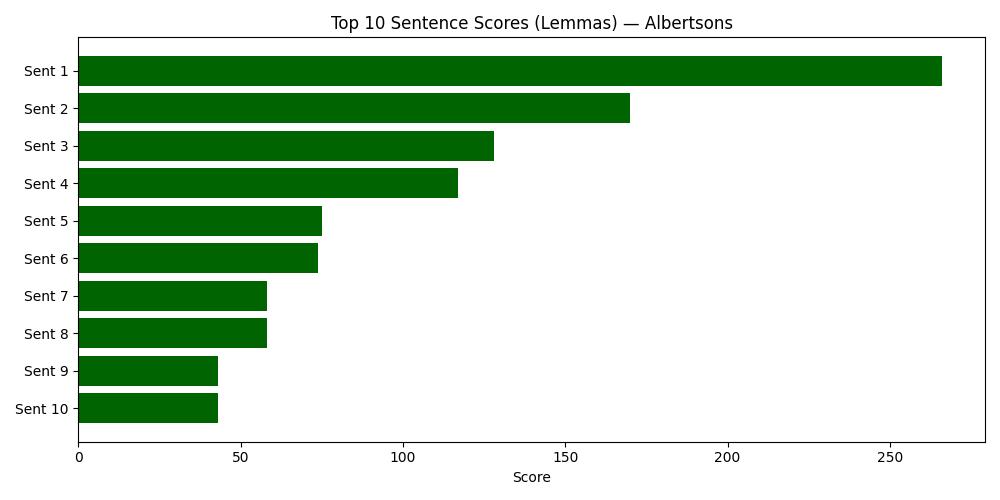 Top 10 Sentence Scores (Lemmas) — Albertsons
Sent 1
Sent 2
Sent 3
Sent 4
Sent 5
Sent 6
Sent 7
Sent 8
Sent 9
Sent 10
0 50 100 150 200 250
Score